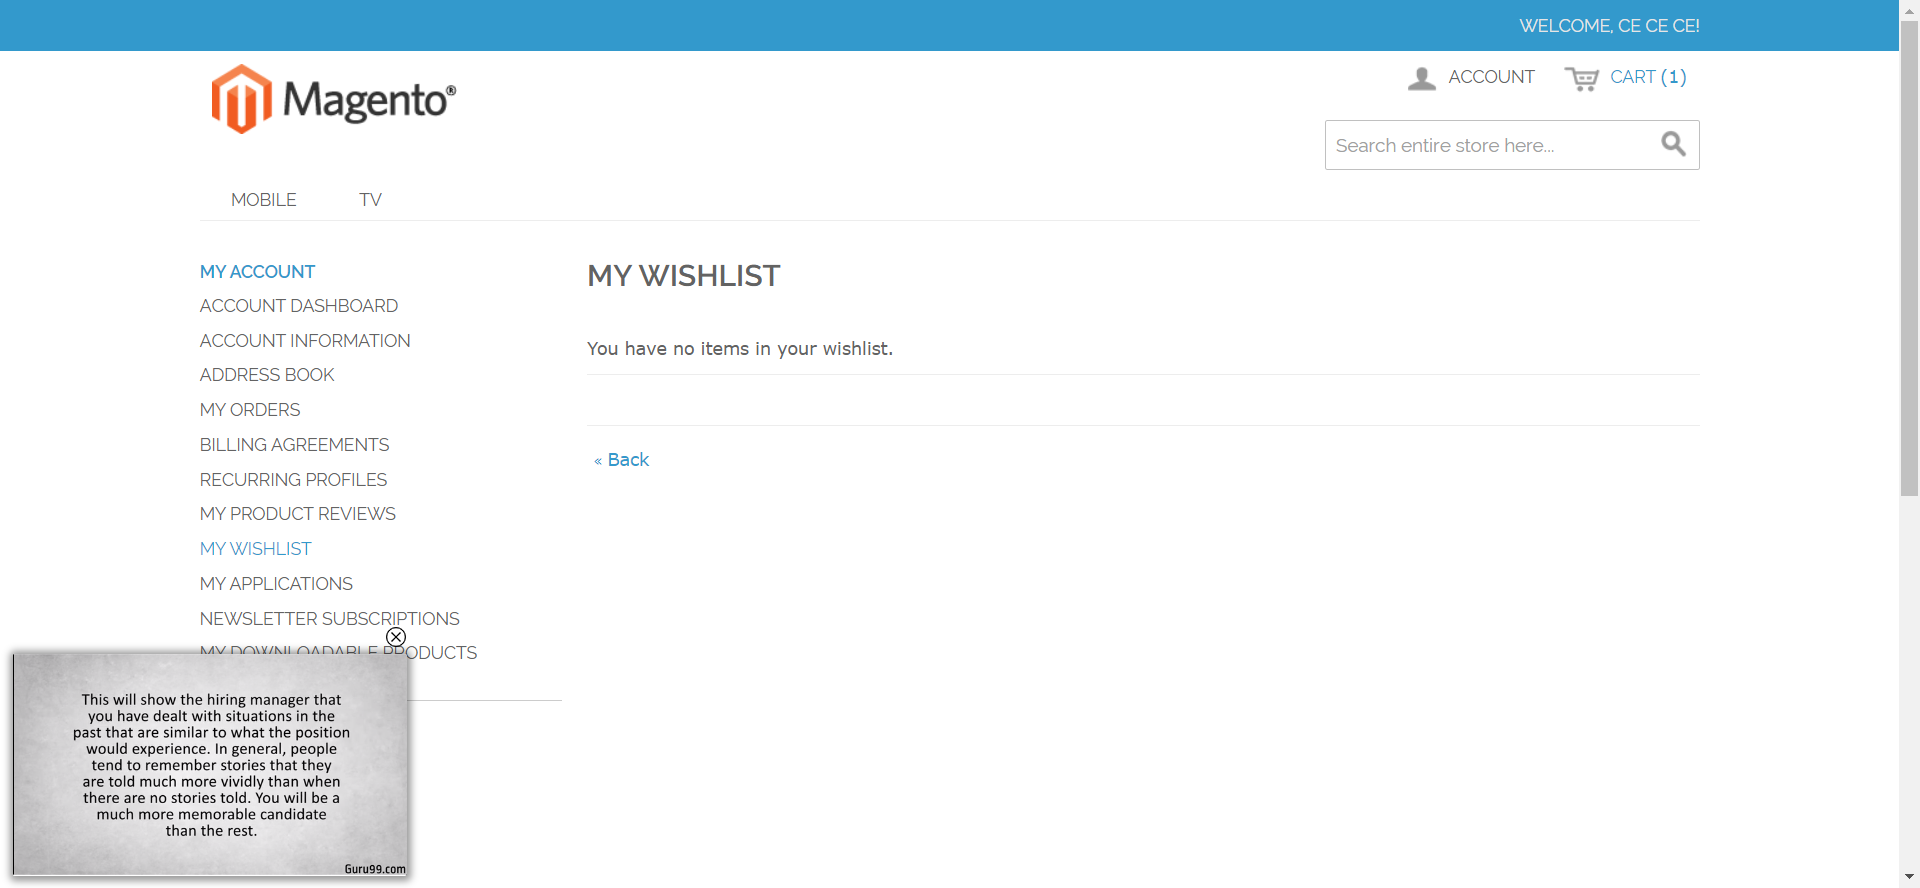 WELCOME, CE CE CE!
Magento®
ACCOUNT
CART (1)
Search entire store here...
MOBILE
TV
MY ACCOUNT
ACCOUNT DASHBOARD
ACCOUNT INFORMATION
ADDRESS BOOK
MY ORDERS
BILLING AGREEMENTS
RECURRING PROFILES
MY PRODUCT REVIEWS
MY WISHLIST
MY APPLICATIONS
NEWSLETTER SUBSCRIPTIONS
MY DOWNLOADABLE PRODUCTS
MY WISHLIST
You have no items in your wishlist.
« Back
This will show the hiring manager that
you have dealt with situations in the
past that are similar to what the position
would experience. In general, people
tend to remember stories that they
are told much more vividly than when
there are no stories told. You will be a
much more memorable candidate
than the rest.
Guru99.com